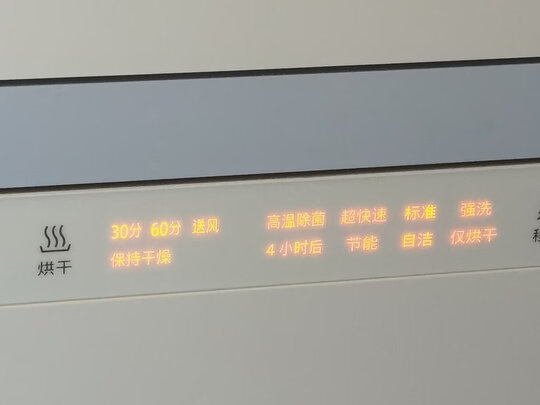 30分 60分 送风 高温除菌 超快速 标准 强洗
烘干 保持干燥 4小时后 节能 自洁 仅烘干